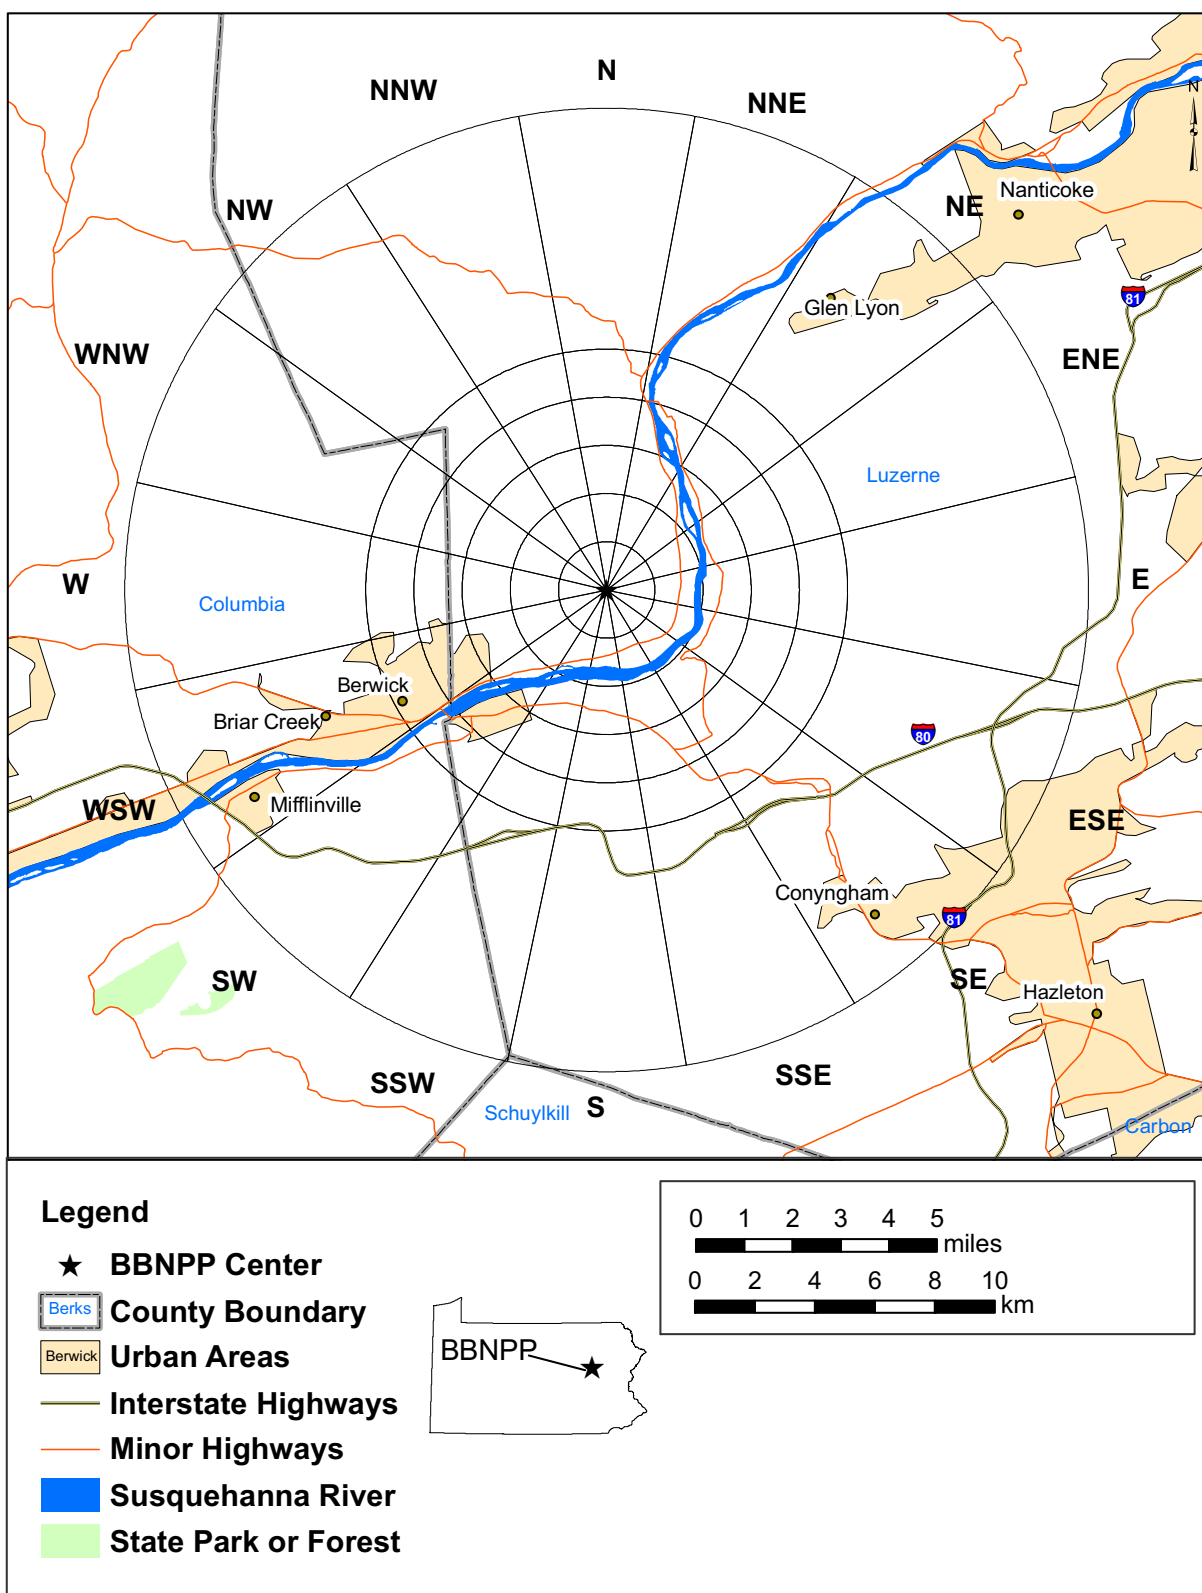 N
NNW
NNE
N
Nanticoke
NE
NW
81
Glen Lyon
WNW
ENE
Luzerne
W
E
Columbia
Berwick
Briar Creek
80
Mifflinville
WSW
ESE
Conyngham
81
SW
SE
Hazleton
SSW
SSE
Schuylkill
S
Carbon
Legend
BBNPP Center
Berks
County Boundary
Berwick
Urban Areas
Interstate Highways
Minor Highways
Susquehanna River
State Park or Forest
BBNPP
0 1 2 3 4 5
miles
0 2 4 6 8 10
km